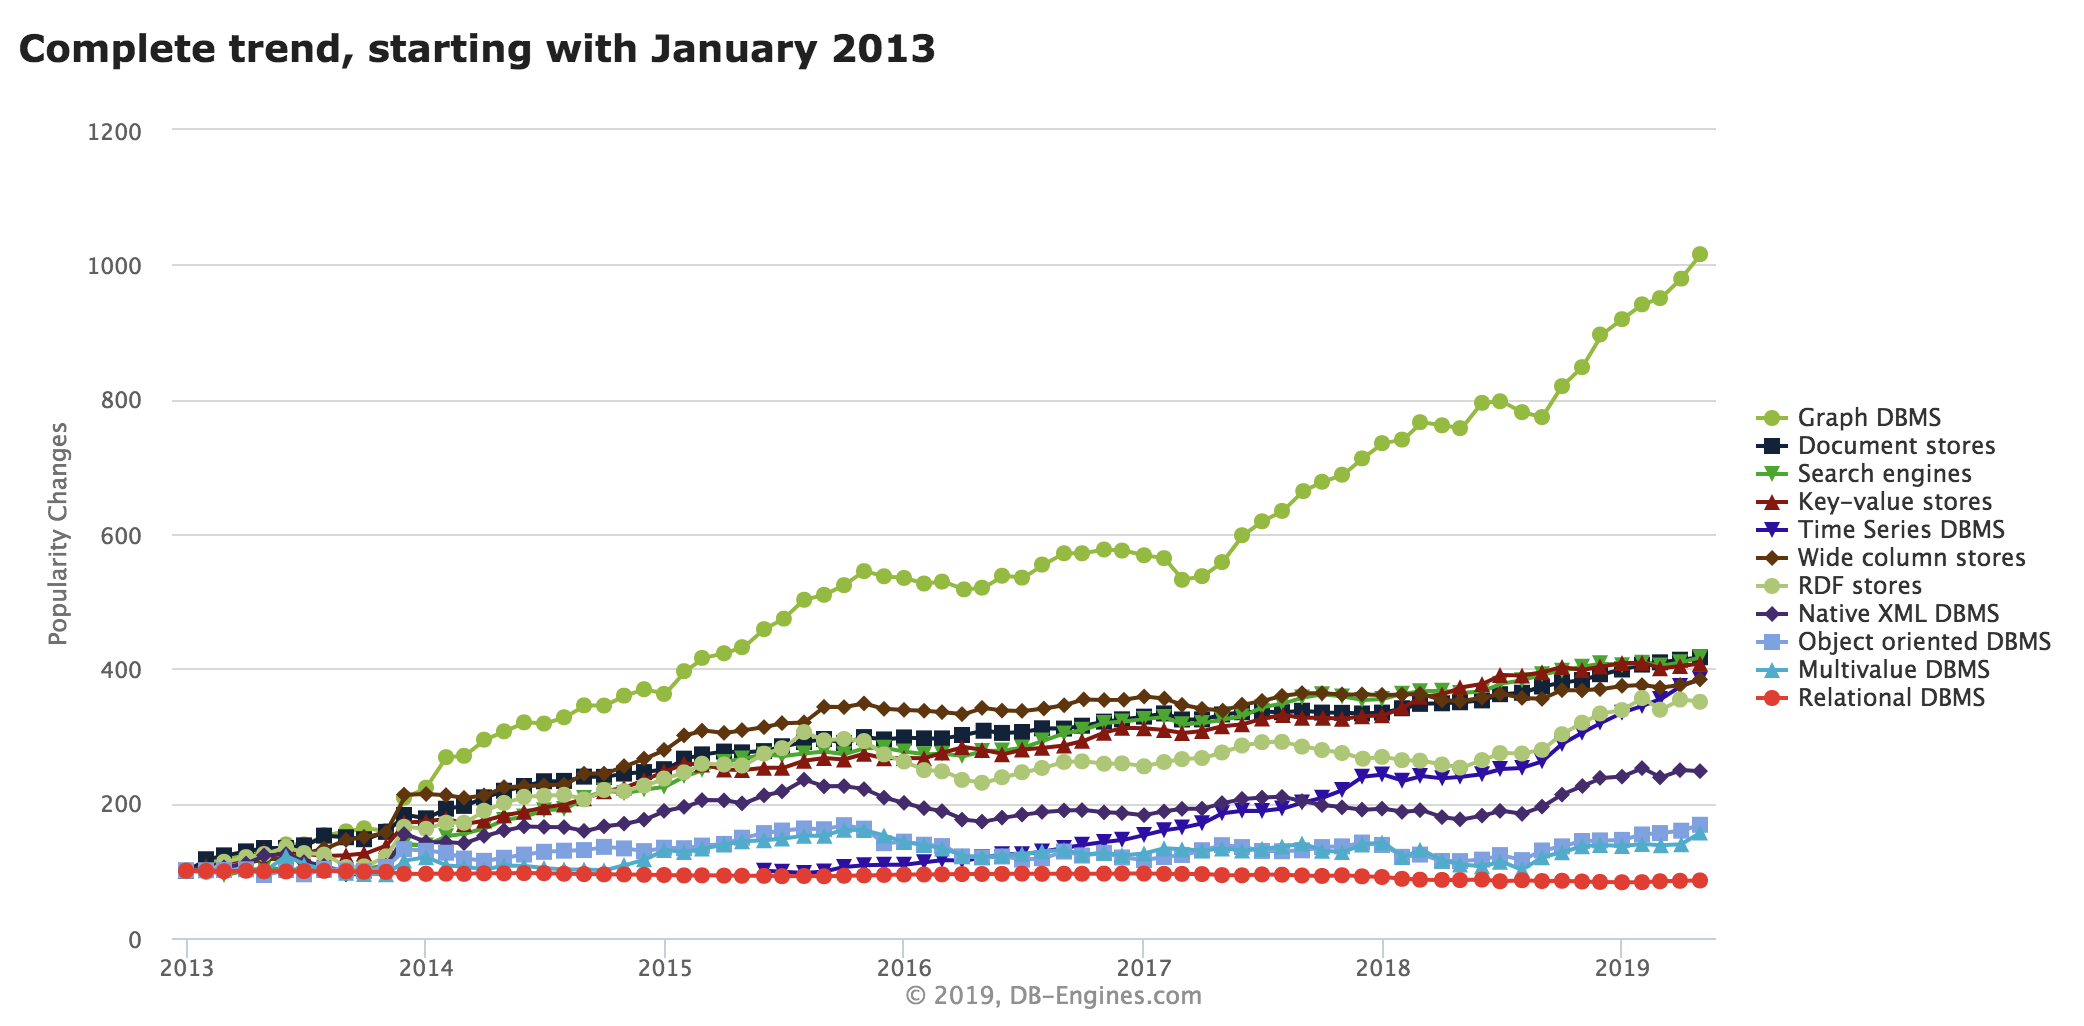 Complete trend, starting with January 2013
1200
1000
800
600
400
200
0
Popularity Changes
2013 2014 2015 2016 2017 2018 2019
© 2019, DB-Engines.com
Graph DBMS
Document stores
Search engines
Key-value stores
Time Series DBMS
Wide column stores
RDF stores
Native XML DBMS
Object oriented DBMS
Multivalue DBMS
Relational DBMS